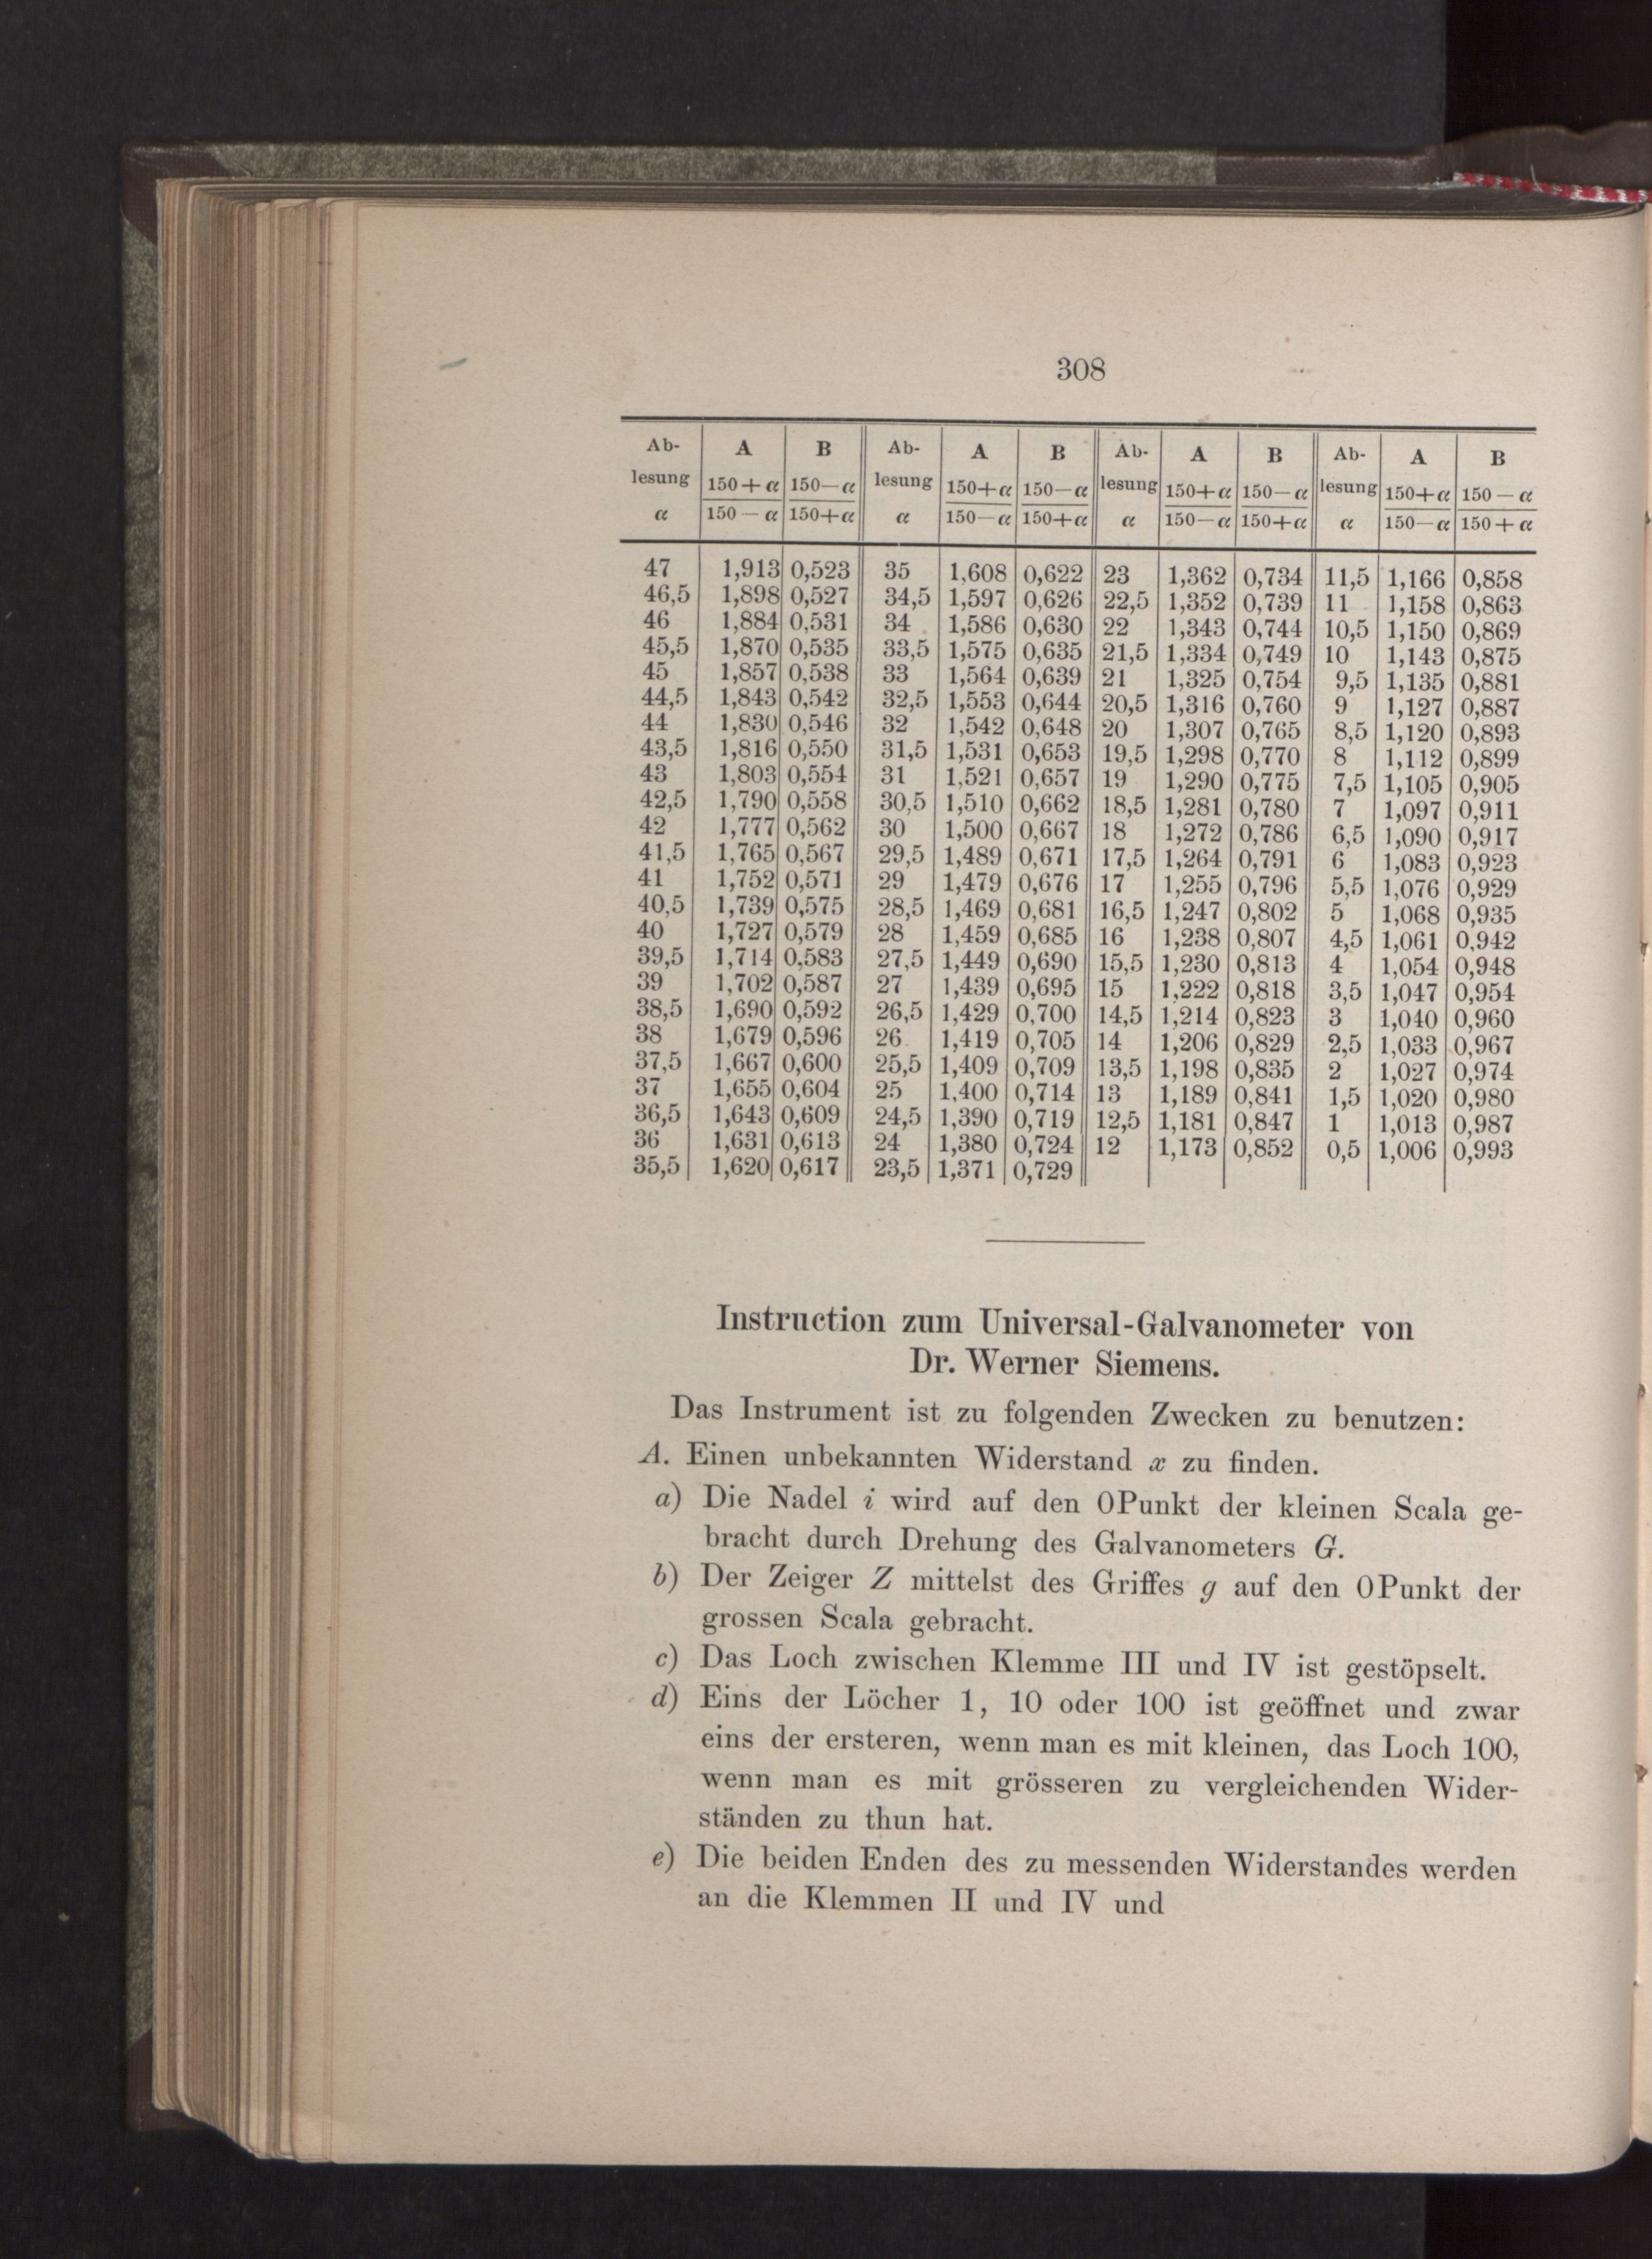 308
Ab- A B Ab- A B Ab- A B Ab- A B
lesung 150+α 150—α lesung 150+α 150—α lesung 150+α 150—α lesung 150+α 150—α
α 150—α 150+α α 150—α 150+α α 150—α 150+α α 150—α 150+α
47 1,913 0,523 35 1,608 0,622 23 1,362 0,734 11,5 1,166 0,858
46,5 1,898 0,527 34,5 1,597 0,626 22,5 1,352 0,739 11 1,158 0,863
46 1,884 0,531 34 1,586 0,630 22 1,343 0,744 10,5 1,150 0,869
45,5 1,870 0,535 33,5 1,575 0,635 21,5 1,334 0,749 10 1,143 0,875
45 1,857 0,538 33 1,564 0,639 21 1,325 0,754 9,5 1,135 0,881
44,5 1,843 0,542 32,5 1,553 0,644 20,5 1,316 0,760 9 1,127 0,887
44 1,830 0,546 32 1,542 0,648 20 1,307 0,765 8,5 1,120 0,893
43,5 1,816 0,550 31,5 1,531 0,653 19,5 1,298 0,770 8 1,112 0,899
43 1,803 0,554 31 1,521 0,657 19 1,290 0,775 7,5 1,105 0,905
42,5 1,790 0,558 30,5 1,510 0,662 18,5 1,281 0,780 7 1,097 0,911
42 1,777 0,562 30 1,500 0,667 18 1,272 0,786 6,5 1,090 0,917
41,5 1,765 0,567 29,5 1,489 0,671 17,5 1,264 0,791 6 1,083 0,923
41 1,752 0,571 29 1,479 0,676 17 1,255 0,796 5,5 1,076 0,929
40,5 1,739 0,575 28,5 1,469 0,681 16,5 1,247 0,802 5 1,068 0,935
40 1,727 0,579 28 1,459 0,685 16 1,238 0,807 4,5 1,061 0,942
39,5 1,714 0,583 27,5 1,449 0,690 15,5 1,230 0,813 4 1,054 0,948
39 1,702 0,587 27 1,439 0,695 15 1,222 0,818 3,5 1,047 0,954
38,5 1,690 0,592 26,5 1,429 0,700 14,5 1,214 0,823 3 1,040 0,960
38 1,679 0,596 26 1,419 0,705 14 1,206 0,829 2,5 1,033 0,967
37,5 1,667 0,600 25,5 1,409 0,709 13,5 1,198 0,835 2 1,027 0,974
37 1,655 0,604 25 1,400 0,714 13 1,189 0,841 1,5 1,020 0,980
36,5 1,643 0,609 24,5 1,390 0,719 12,5 1,181 0,847 1 1,013 0,987
36 1,631 0,613 24 1,380 0,724 12 1,173 0,852 0,5 1,006 0,993
35,5 1,620 0,617 23,5 1,371 0,729
Instruction zum Universal-Galvanometer von
Dr. Werner Siemens.
Das Instrument ist zu folgenden Zwecken zu benutzen:
A. Einen unbekannten Widerstand x zu finden.
a) Die Nadel i wird auf den 0Punkt der kleinen Scala ge-
bracht durch Drehung des Galvanometers G.
b) Der Zeiger Z mittelst des Griffes g auf den 0Punkt der
grossen Scala gebracht.
c) Das Loch zwischen Klemme III und IV ist gestöpselt.
d) Eins der Löcher 1, 10 oder 100 ist geöffnet und zwar
eins der ersteren, wenn man es mit kleinen, das Loch 100,
wenn man es mit grösseren zu vergleichenden Wider-
ständen zu thun hat.
e) Die beiden Enden des zu messenden Widerstandes werden
an die Klemmen II und IV und